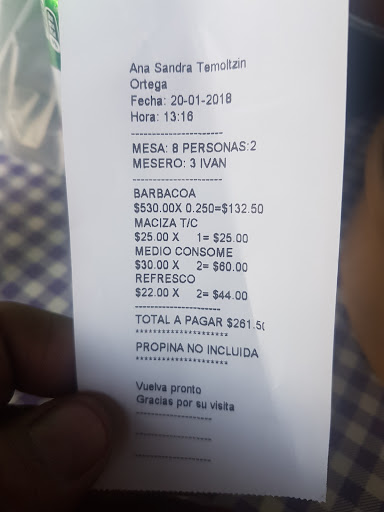 Ana Sandra Temoltzin
Ortega
Fecha: 20-01-2018
Hora: 13:16
-----------------------
MESA: 8 PERSONAS:2
MESERO: 3 IVAN
-----------------------
BARBACOA
$530.00X 0.250=$132.50
MACIZA T/C
$25.00 X 1= $25.00
MEDIO CONSOME
$30.00 X 2= $60.00
REFRESCO
$22.00 X 2= $44.00
---------------------
TOTAL A PAGAR $261.50
*********************
PROPINA NO INCLUIDA
*********************
Vuelva pronto
Gracias por su visita
-------------------
-------------------
-------------------